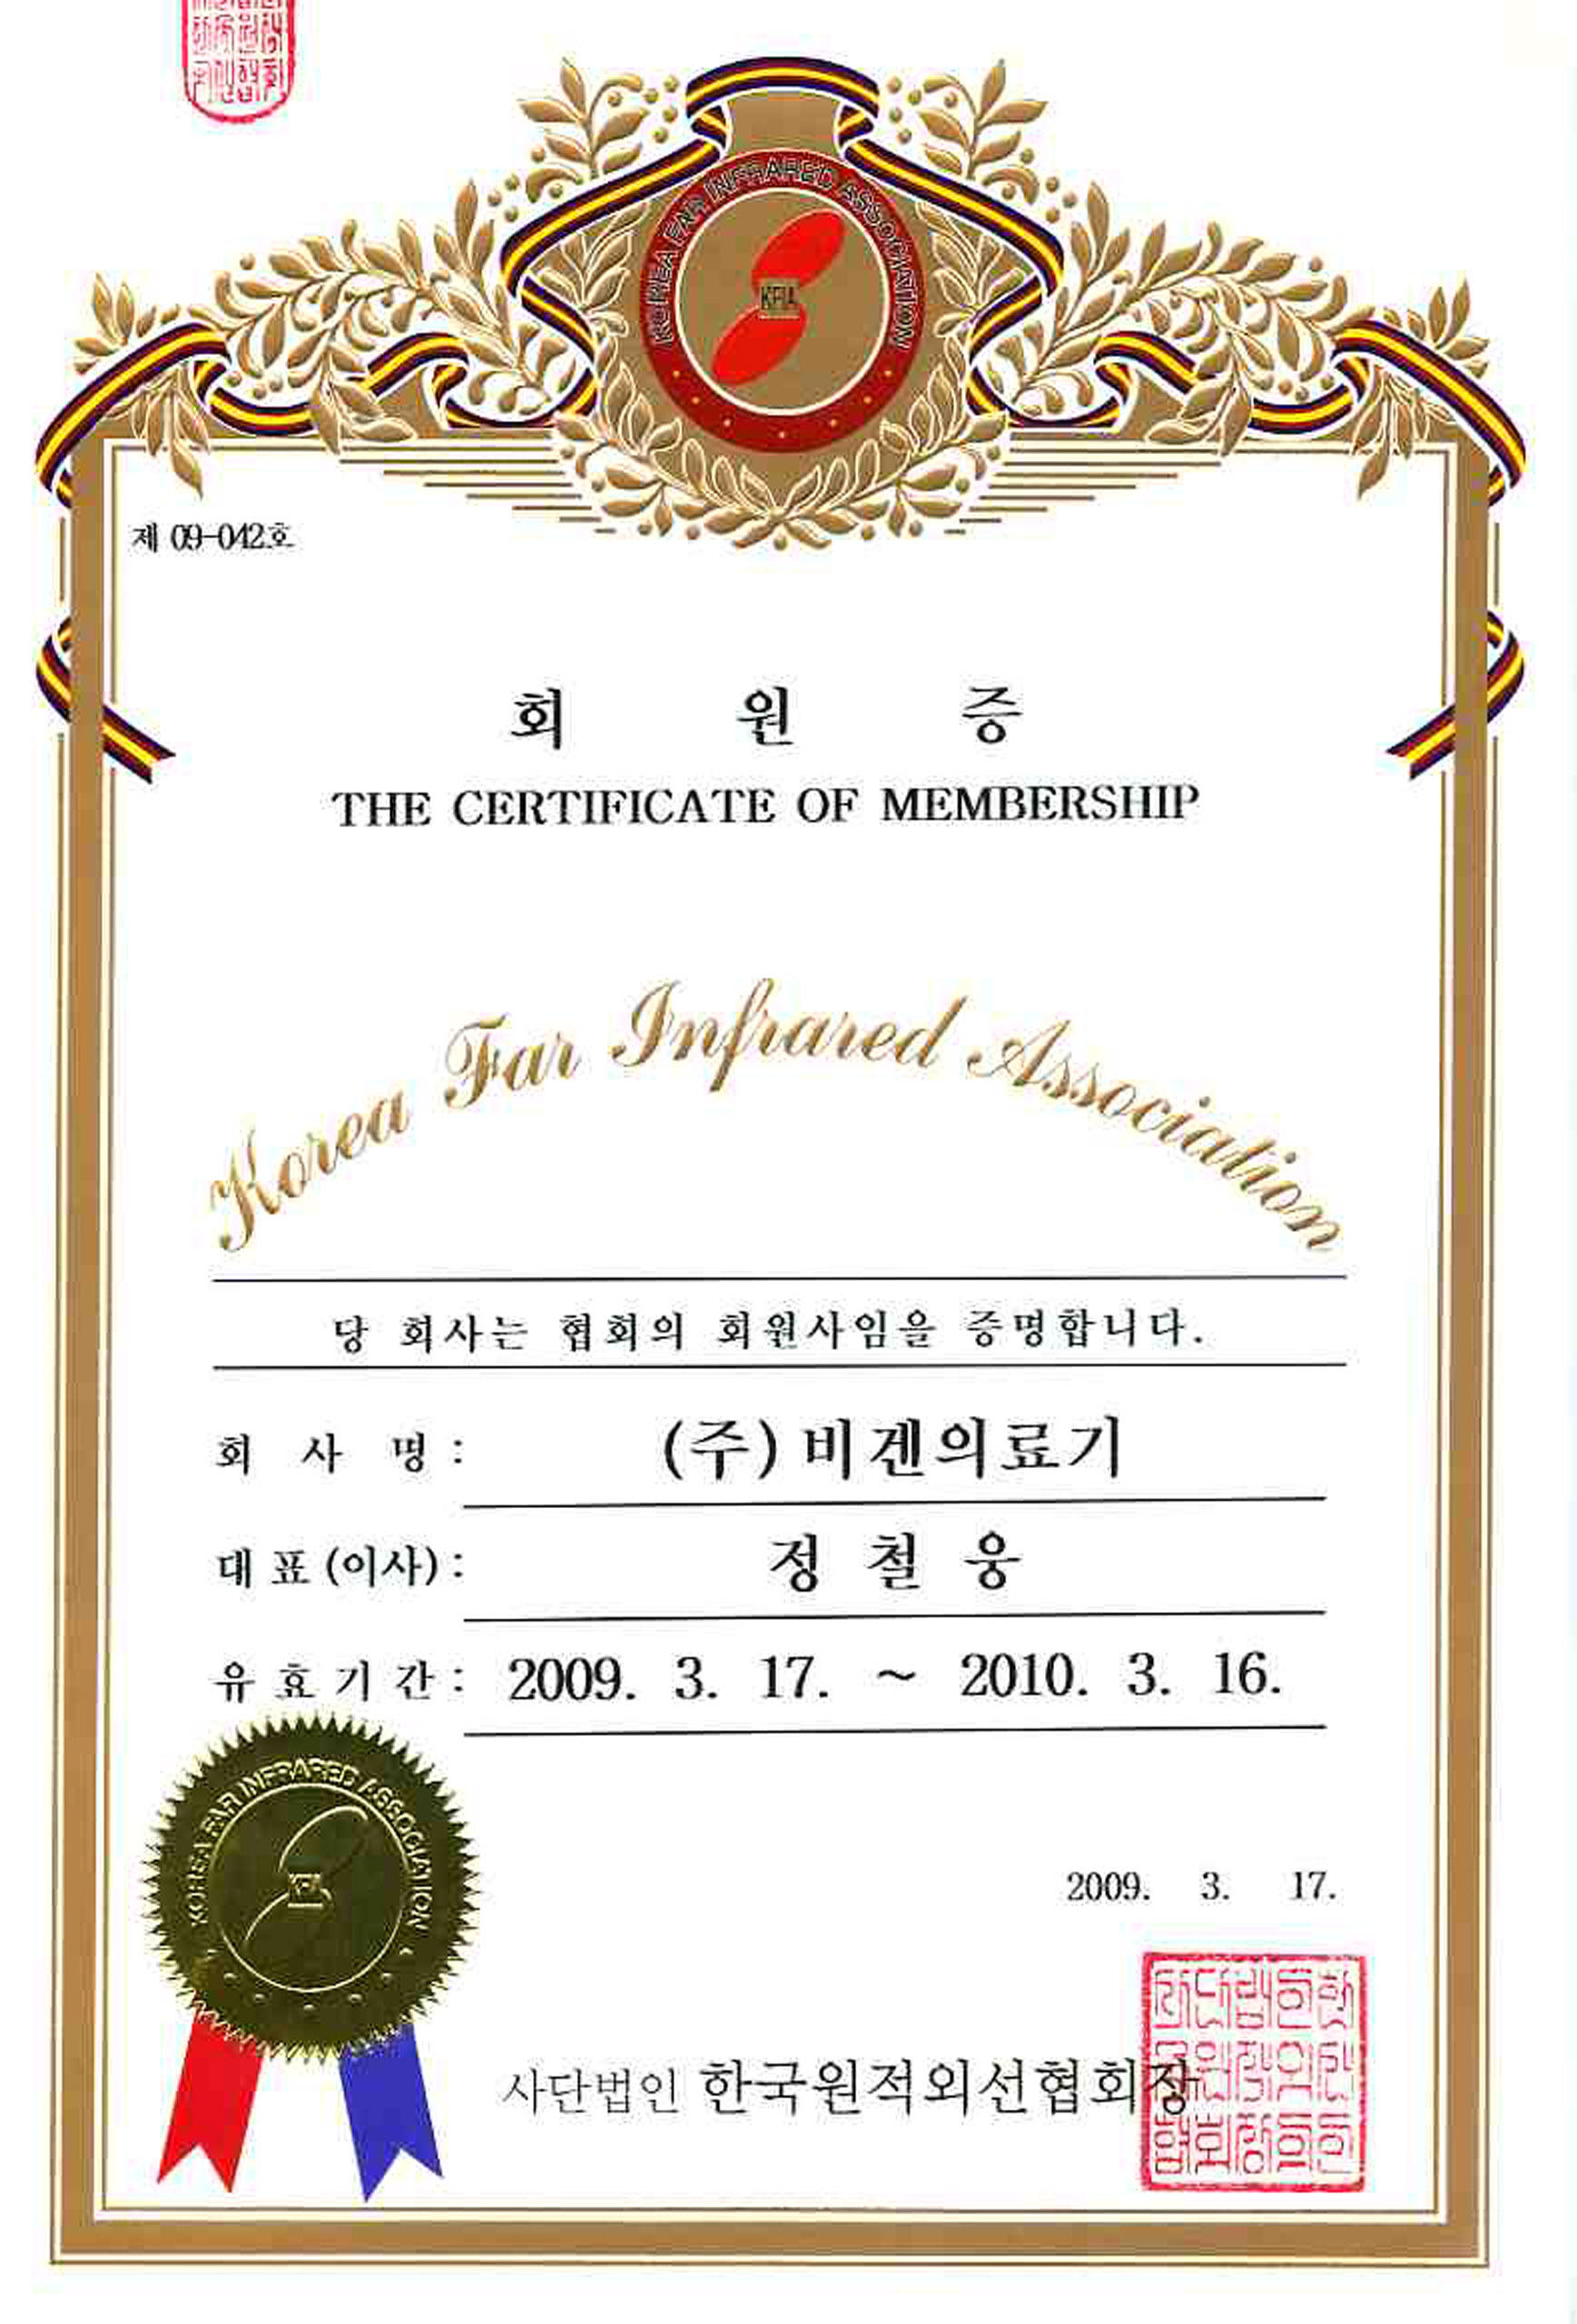 KOREA FAR INFRARED ASSOCIATION
KFIA
제 09-042호
회 원 증
THE CERTIFICATE OF MEMBERSHIP
Korea Far Infrared Association
당 회사는 협회의 회원사임을 증명합니다.
회 사 명 : (주) 비겐의료기
대 표 (이사) : 정 철 웅
유 효 기 간 : 2009. 3. 17. ~ 2010. 3. 16.
KOREA FAR INFRARED ASSOCIATION
KFIA
2009. 3. 17.
사단법인 한국원적외선협회장